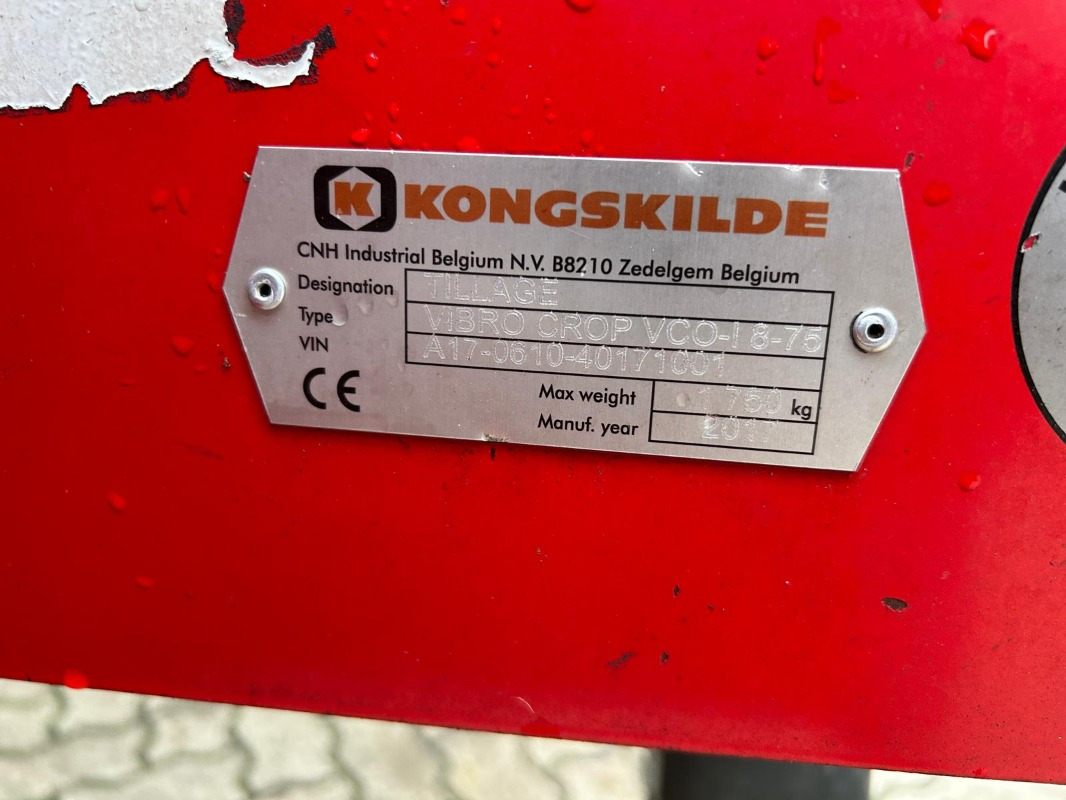 K KONGSKILDE
CNH Industrial Belgium N.V. B8210 Zedelgem Belgium
Designation TILLAGE
Type VIBRO CROP VCO-I 8-75
VIN A17-0610-40171001
CE Max weight 1 750 kg
Manuf. year 2017